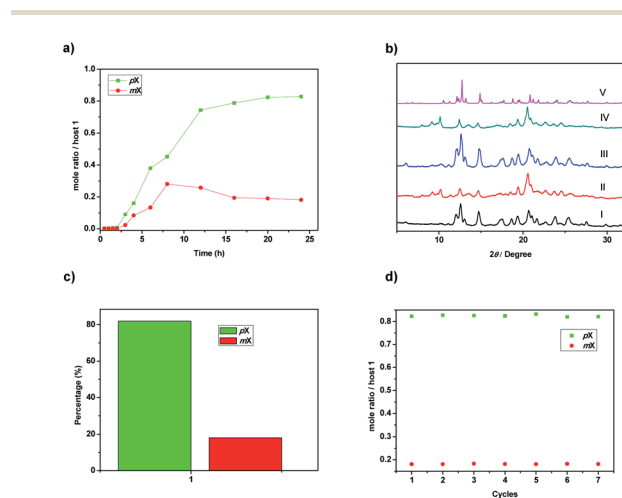 a)
pX
mX
mole ratio / host 1
1.0
0.8
0.6
0.4
0.2
0.0
0
5
10
15
20
25
Time (h)
b)
V
IV
III
II
I
10
20
30
2θ/ Degree
c)
pX
mX
Percentage (%)
80
60
40
20
0
1
d)
pX
mX
mole ratio / host 1
0.8
0.7
0.6
0.5
0.4
0.3
0.2
1
2
3
4
5
6
7
Cycles